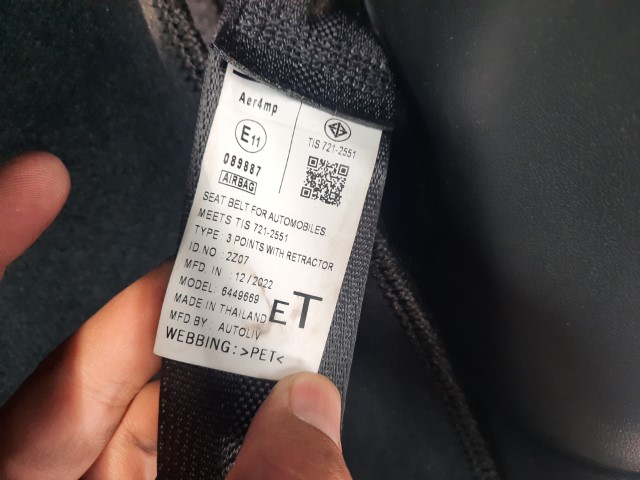 Aer4mp
E11
089887
AIRBAG
TIS 721-2551
SEAT BELT FOR AUTOMOBILES
MEETS TIS 721-2551
TYPE : 3 POINTS WITH RETRACTOR
ID NO : 2Z07
MFD. IN : 12 / 2022
MODEL: 6449669
MADE IN THAILAND
MFD BY : AUTOLIV
ET
WEBBING:>PET<